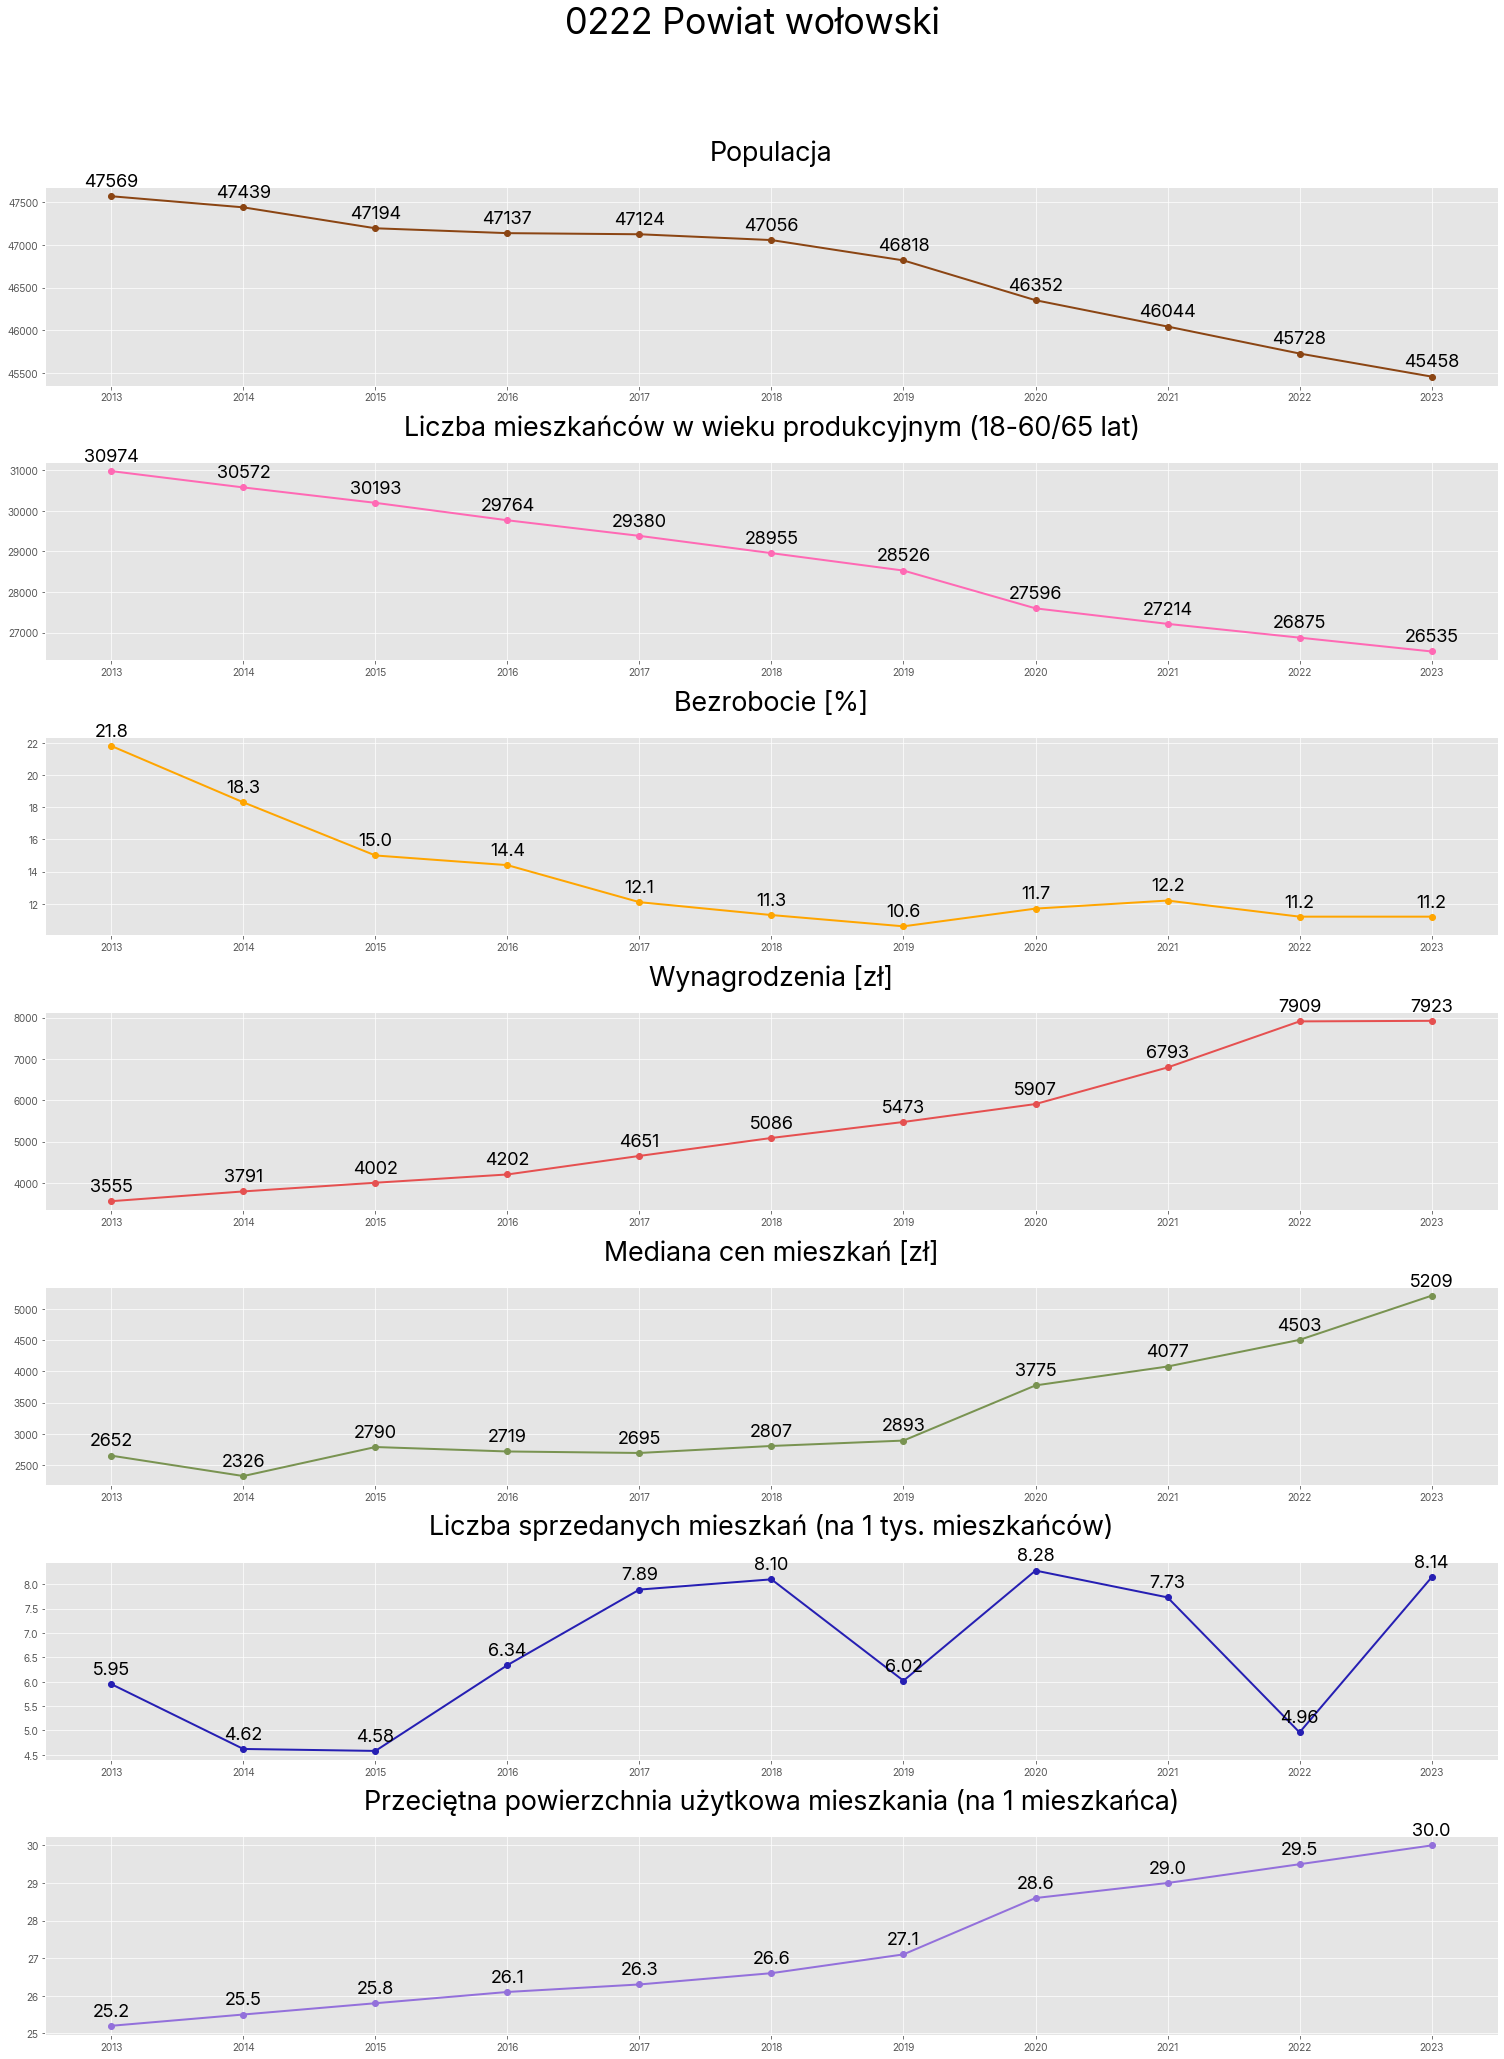 0222 Powiat wołowski
Populacja
47569 47439 47194 47137 47124 47056 46818 46352 46044 45728 45458
47500
47000
46500
46000
45500
2013 2014 2015 2016 2017 2018 2019 2020 2021 2022 2023
Liczba mieszkańców w wieku produkcyjnym (18-60/65 lat)
30974 30572 30193 29764 29380 28955 28526 27596 27214 26875 26535
31000
30000
29000
28000
27000
2013 2014 2015 2016 2017 2018 2019 2020 2021 2022 2023
Bezrobocie [%]
21.8 18.3 15.0 14.4 12.1 11.3 10.6 11.7 12.2 11.2 11.2
22
20
18
16
14
12
2013 2014 2015 2016 2017 2018 2019 2020 2021 2022 2023
Wynagrodzenia [zł]
3555 3791 4002 4202 4651 5086 5473 5907 6793 7909 7923
8000
7000
6000
5000
4000
2013 2014 2015 2016 2017 2018 2019 2020 2021 2022 2023
Mediana cen mieszkań [zł]
2652 2326 2790 2719 2695 2807 2893 3775 4077 4503 5209
5000
4500
4000
3500
3000
2500
2013 2014 2015 2016 2017 2018 2019 2020 2021 2022 2023
Liczba sprzedanych mieszkań (na 1 tys. mieszkańców)
5.95 4.62 4.58 6.34 7.89 8.10 6.02 8.28 7.73 4.96 8.14
8.0
7.5
7.0
6.5
6.0
5.5
5.0
4.5
2013 2014 2015 2016 2017 2018 2019 2020 2021 2022 2023
Przeciętna powierzchnia użytkowa mieszkania (na 1 mieszkańca)
25.2 25.5 25.8 26.1 26.3 26.6 27.1 28.6 29.0 29.5 30.0
30
29
28
27
26
25
2013 2014 2015 2016 2017 2018 2019 2020 2021 2022 2023